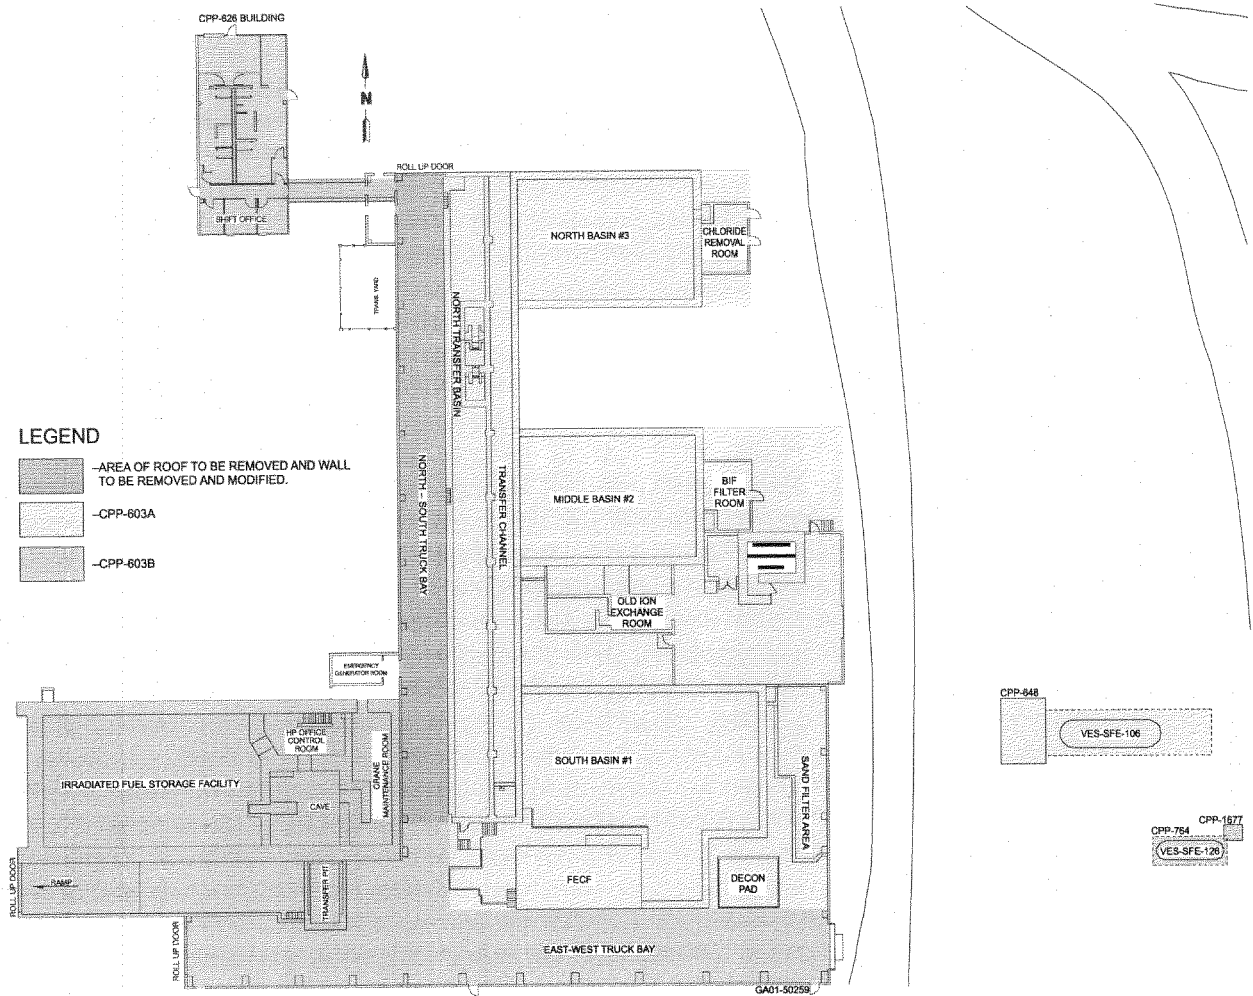 CPP-626 BUILDING
N
ROLL UP DOOR
SHIFT OFFICE
NORTH BASIN #3
CHLORIDE
REMOVAL
ROOM
TRANS. YARD
NORTH TRANSFER BASIN
LEGEND
-AREA OF ROOF TO BE REMOVED AND WALL
TO BE REMOVED AND MODIFIED.
-CPP-603A
-CPP-603B
NORTH - SOUTH TRUCK BAY
TRANSFER CHANNEL
MIDDLE BASIN #2
BIF
FILTER
ROOM
OLD ION
EXCHANGE
ROOM
EMERGENCY
GENERATOR ROOM
CPP-648
VES-SFE-106
HP OFFICE
CONTROL
ROOM
CRANE
MAINTENANCE ROOM
IRRADIATED FUEL STORAGE FACILITY
CAVE
SOUTH BASIN #1
SAND FILTER AREA
CPP-1677
CPP-764
VES-SFE-126
ROLL UP DOOR
RAMP
TRANSFER PIT
FECF
DECON
PAD
ROLL UP DOOR
EAST-WEST TRUCK BAY
GA01-50259